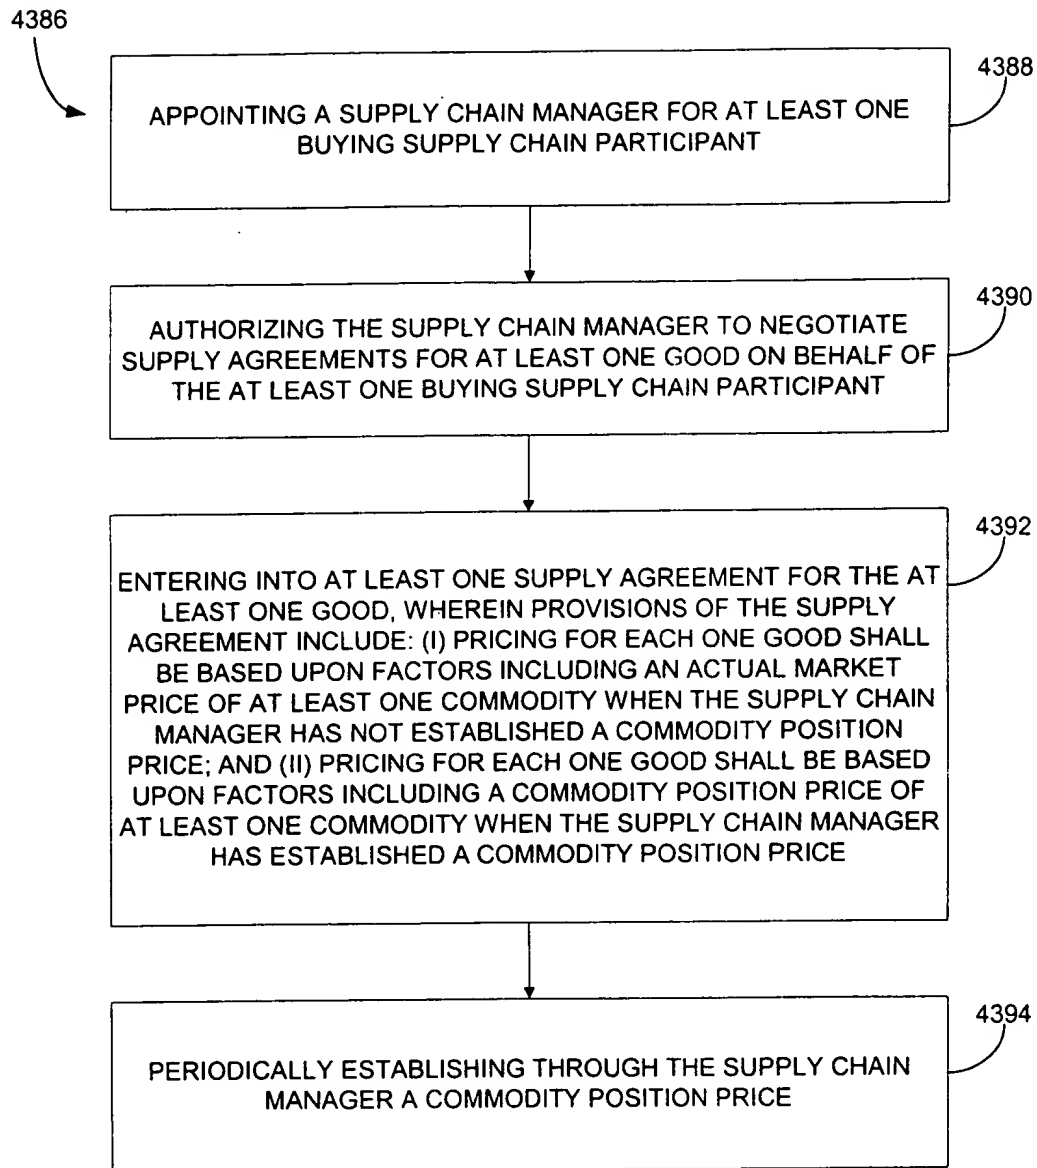 4386
4388
APPOINTING A SUPPLY CHAIN MANAGER FOR AT LEAST ONE
BUYING SUPPLY CHAIN PARTICIPANT
4390
AUTHORIZING THE SUPPLY CHAIN MANAGER TO NEGOTIATE
SUPPLY AGREEMENTS FOR AT LEAST ONE GOOD ON BEHALF OF
THE AT LEAST ONE BUYING SUPPLY CHAIN PARTICIPANT
4392
ENTERING INTO AT LEAST ONE SUPPLY AGREEMENT FOR THE AT
LEAST ONE GOOD, WHEREIN PROVISIONS OF THE SUPPLY
AGREEMENT INCLUDE: (I) PRICING FOR EACH ONE GOOD SHALL
BE BASED UPON FACTORS INCLUDING AN ACTUAL MARKET
PRICE OF AT LEAST ONE COMMODITY WHEN THE SUPPLY CHAIN
MANAGER HAS NOT ESTABLISHED A COMMODITY POSITION
PRICE; AND (II) PRICING FOR EACH ONE GOOD SHALL BE BASED
UPON FACTORS INCLUDING A COMMODITY POSITION PRICE OF
AT LEAST ONE COMMODITY WHEN THE SUPPLY CHAIN MANAGER
HAS ESTABLISHED A COMMODITY POSITION PRICE
4394
PERIODICALLY ESTABLISHING THROUGH THE SUPPLY CHAIN
MANAGER A COMMODITY POSITION PRICE